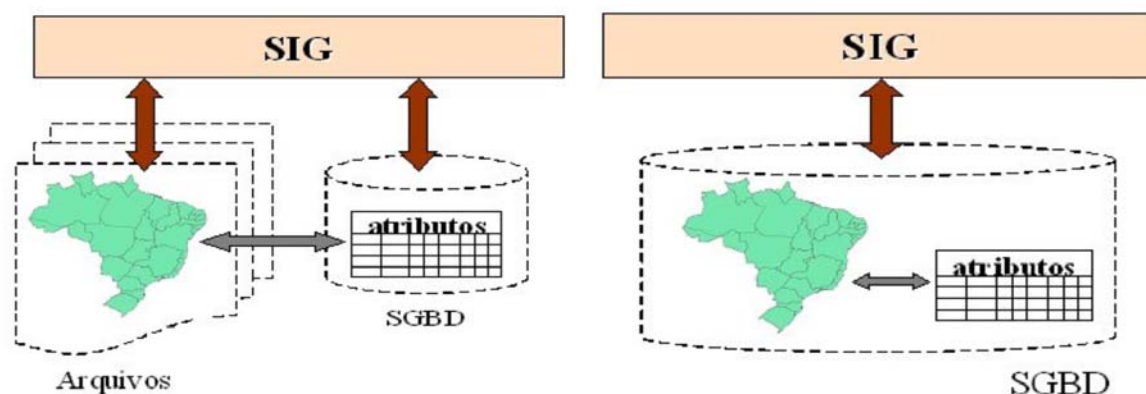 SIG
atributos
SGBD
Arquivos
SIG
atributos
SGBD